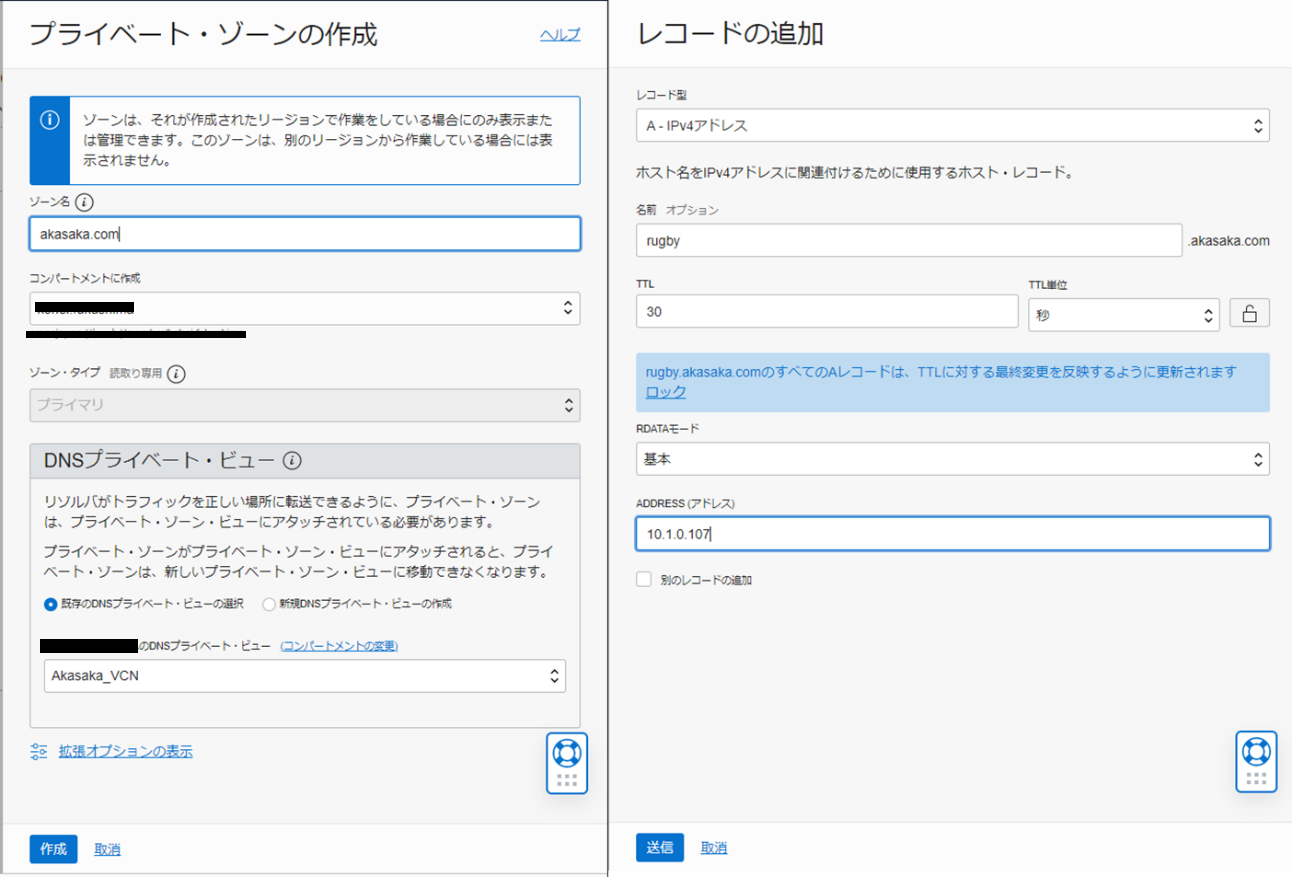 プライベート・ゾーンの作成
ヘルプ
ゾーンは、それが作成されたリージョンで作業をしている場合にのみ表示また
は管理できます。このゾーンは、別のリージョンから作業している場合には表
示されません。
ゾーン名
akasaka.com
コンパートメントに作成
ゾーン・タイプ 読取り専用
プライマリ
DNSプライベート・ビュー
リゾルバがトラフィックを正しい場所に転送できるように、プライベート・ゾーン
は、プライベート・ゾーン・ビューにアタッチされている必要があります。
プライベート・ゾーンがプライベート・ゾーン・ビューにアタッチされると、プライ
ベート・ゾーンは、新しいプライベート・ゾーン・ビューに移動できなくなります。
既存のDNSプライベート・ビューの選択 新規DNSプライベート・ビューの作成
のDNSプライベート・ビュー (コンパートメントの変更)
Akasaka_VCN
拡張オプションの表示
作成 取消
レコードの追加
レコード型
A - IPv4アドレス
ホスト名をIPv4アドレスに関連付けるために使用するホスト・レコード。
名前 オプション
rugby .akasaka.com
TTL TTL単位
30 秒
rugby.akasaka.comのすべてのAレコードは、TTLに対する最終変更を反映するように更新されます
ロック
RDATAモード
基本
ADDRESS (アドレス)
10.1.0.107
別のレコードの追加
送信 取消